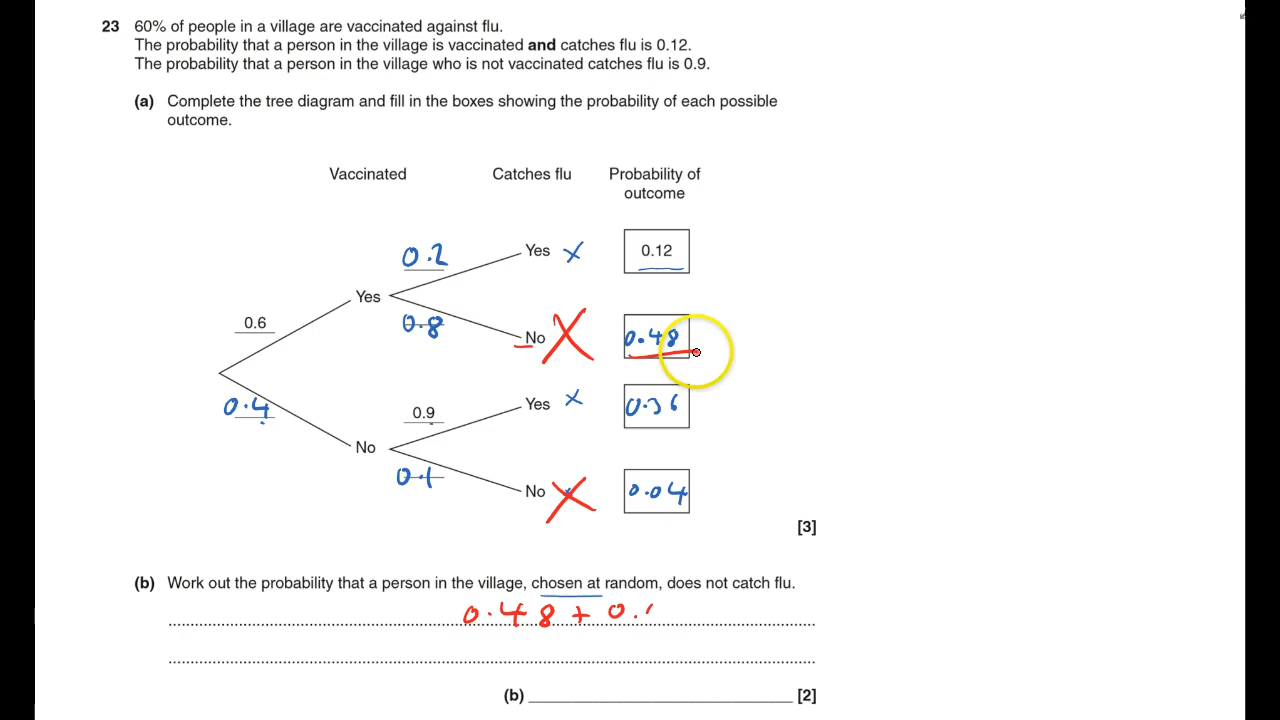 23 60% of people in a village are vaccinated against flu.
The probability that a person in the village is vaccinated and catches flu is 0.12.
The probability that a person in the village who is not vaccinated catches flu is 0.9.
(a) Complete the tree diagram and fill in the boxes showing the probability of each possible
outcome.
Vaccinated Catches flu Probability of
outcome
0.2 Yes x 0.12
Yes
0.6 0.8 No X 0.48
0.4 0.9 Yes x 0.36
No
0.1 No X 0.04
[3]
(b) Work out the probability that a person in the village, chosen at random, does not catch flu.
0.48 + 0.
(b) [2]